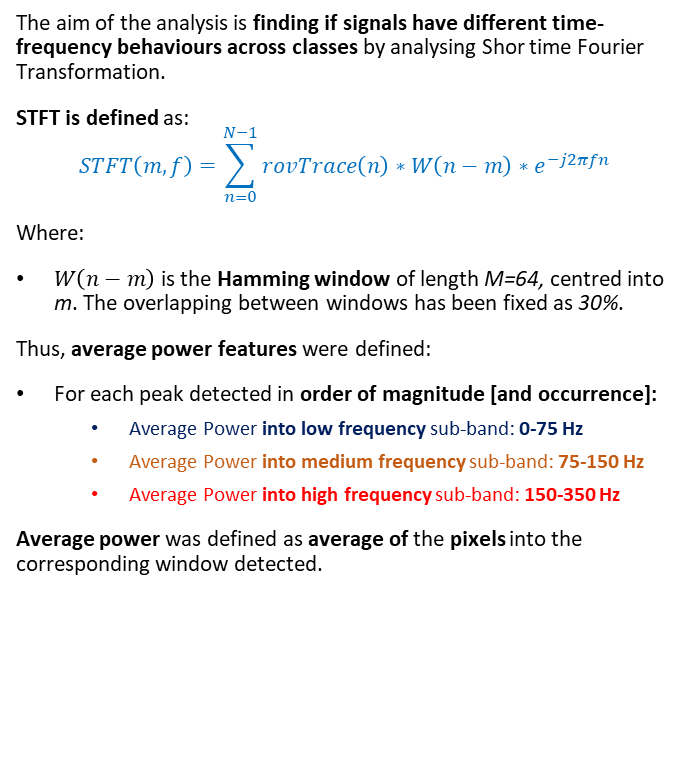 The aim of the analysis is finding if signals have different time-
frequency behaviours across classes by analysing Shor time Fourier
Transformation.
STFT is defined as:
N−1
STFT(m, f) = ∑ rovTrace(n) ∗ W(n − m) ∗ e^−j2πfn
n=0
Where:
• W(n − m) is the Hamming window of length M=64, centred into
m. The overlapping between windows has been fixed as 30%.
Thus, average power features were defined:
• For each peak detected in order of magnitude [and occurrence]:
• Average Power into low frequency sub-band: 0-75 Hz
• Average Power into medium frequency sub-band: 75-150 Hz
• Average Power into high frequency sub-band: 150-350 Hz
Average power was defined as average of the pixels into the
corresponding window detected.